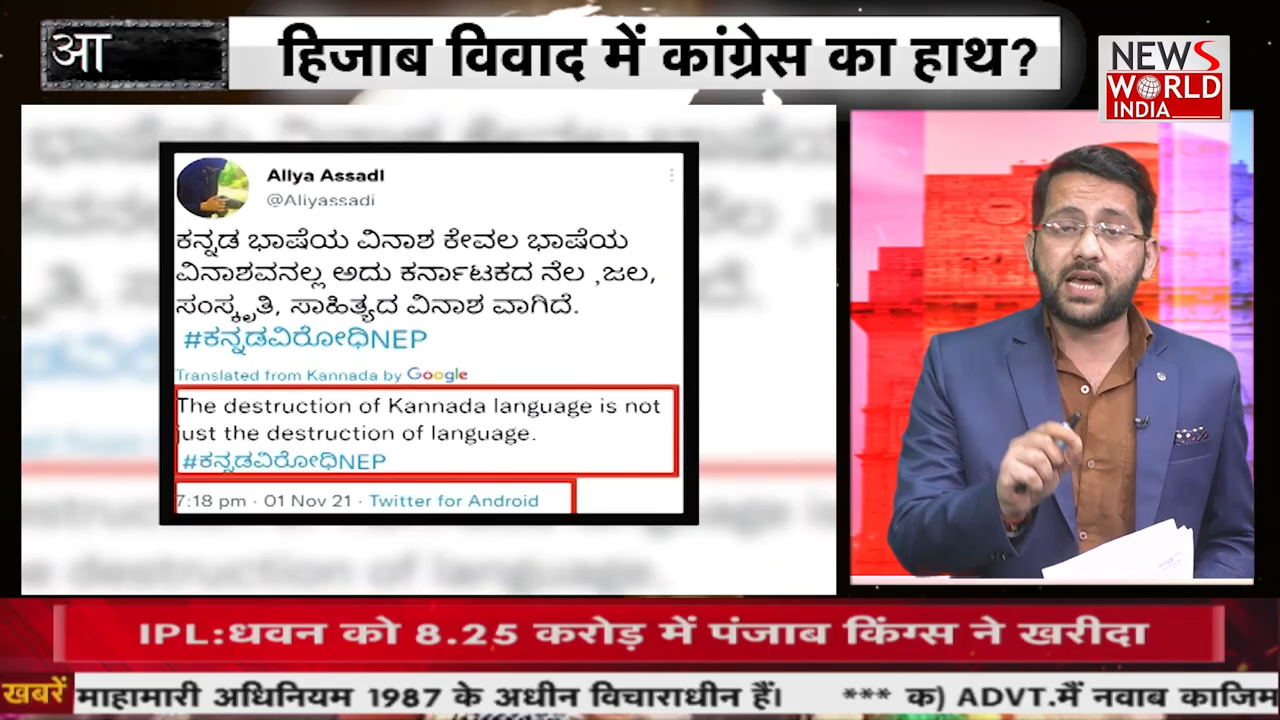 आ
हिजाब विवाद में कांग्रेस का हाथ?
NEWS
WORLD
INDIA
Aliya Assadi
@Aliyassadi
ಕನ್ನಡ ಭಾಷೆಯ ವಿನಾಶ ಕೇವಲ ಭಾಷೆಯ
ವಿನಾಶವನಲ್ಲ ಅದು ಕರ್ನಾಟಕದ ನೆಲ ,ಜಲ,
ಸಂಸ್ಕೃತಿ, ಸಾಹಿತ್ಯದ ವಿನಾಶ ವಾಗಿದೆ.
#ಕನ್ನಡವಿರೋಧಿNEP
Translated from Kannada by Google
The destruction of Kannada language is not
just the destruction of language.
#ಕನ್ನಡವಿರೋಧಿNEP
7:18 pm · 01 Nov 21 · Twitter for Android
IPL:धवन को 8.25 करोड़ में पंजाब किंग्स ने खरीदा
खबरें माहामारी अधिनियम 1987 के अधीन विचाराधीन हैं। *** क) ADVT.मैं नवाब काजिम